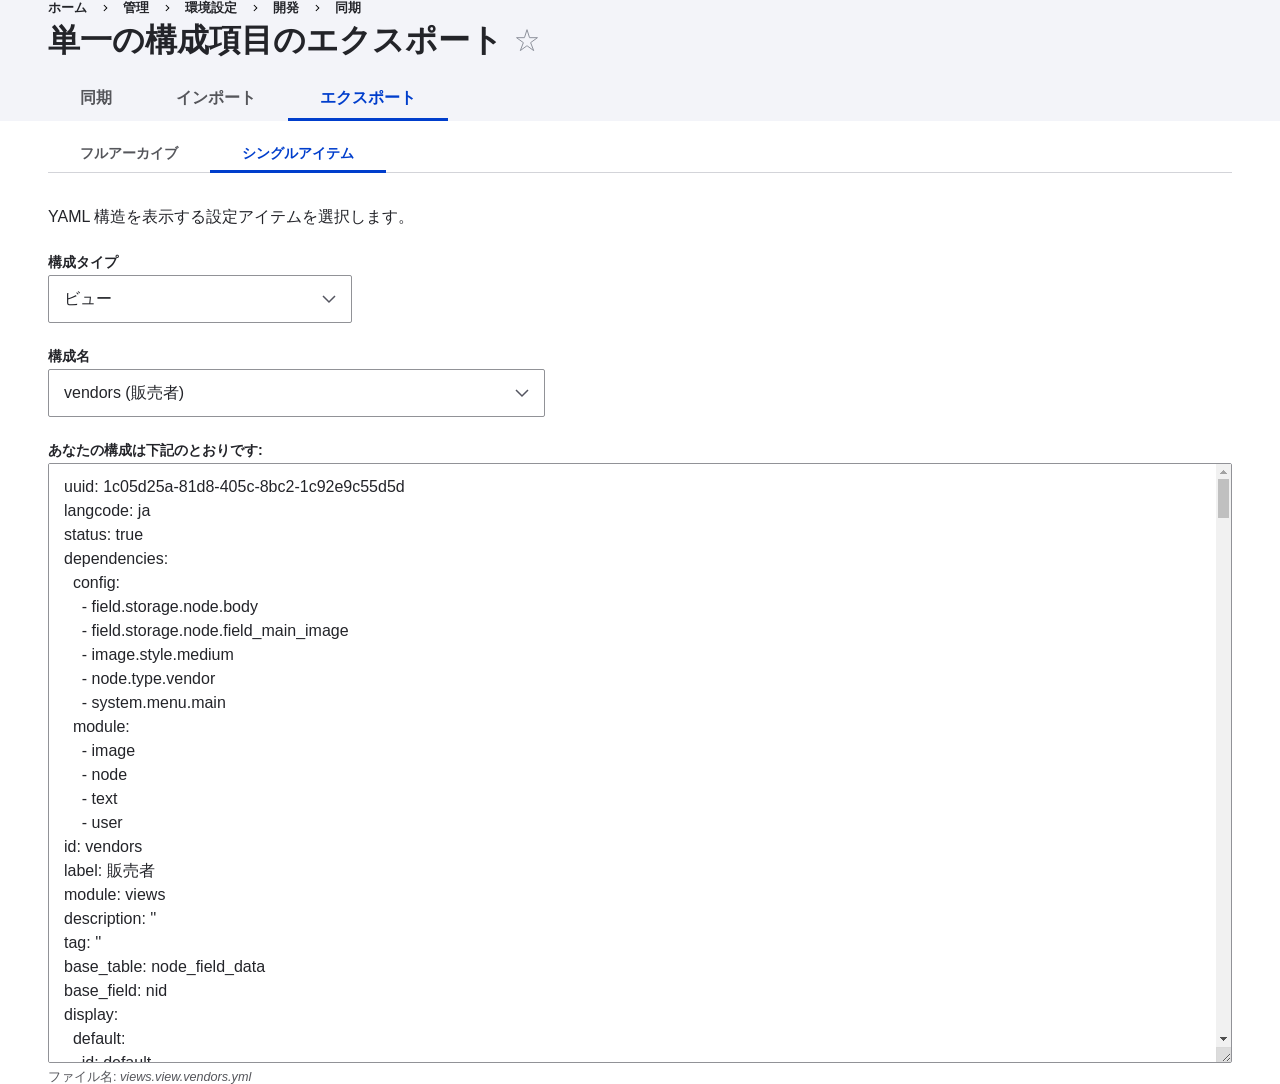 ホーム > 管理 > 環境設定 > 開発 > 同期
単一の構成項目のエクスポート ☆
同期 インポート エクスポート
フルアーカイブ シングルアイテム
YAML 構造を表示する設定アイテムを選択します。
構成タイプ
ビュー
構成名
vendors (販売者)
あなたの構成は下記のとおりです:
uuid: 1c05d25a-81d8-405c-8bc2-1c92e9c55d5d
langcode: ja
status: true
dependencies:
  config:
    - field.storage.node.body
    - field.storage.node.field_main_image
    - image.style.medium
    - node.type.vendor
    - system.menu.main
  module:
    - image
    - node
    - text
    - user
id: vendors
label: 販売者
module: views
description: ''
tag: ''
base_table: node_field_data
base_field: nid
display:
  default:
    id: default
ファイル名: views.view.vendors.yml